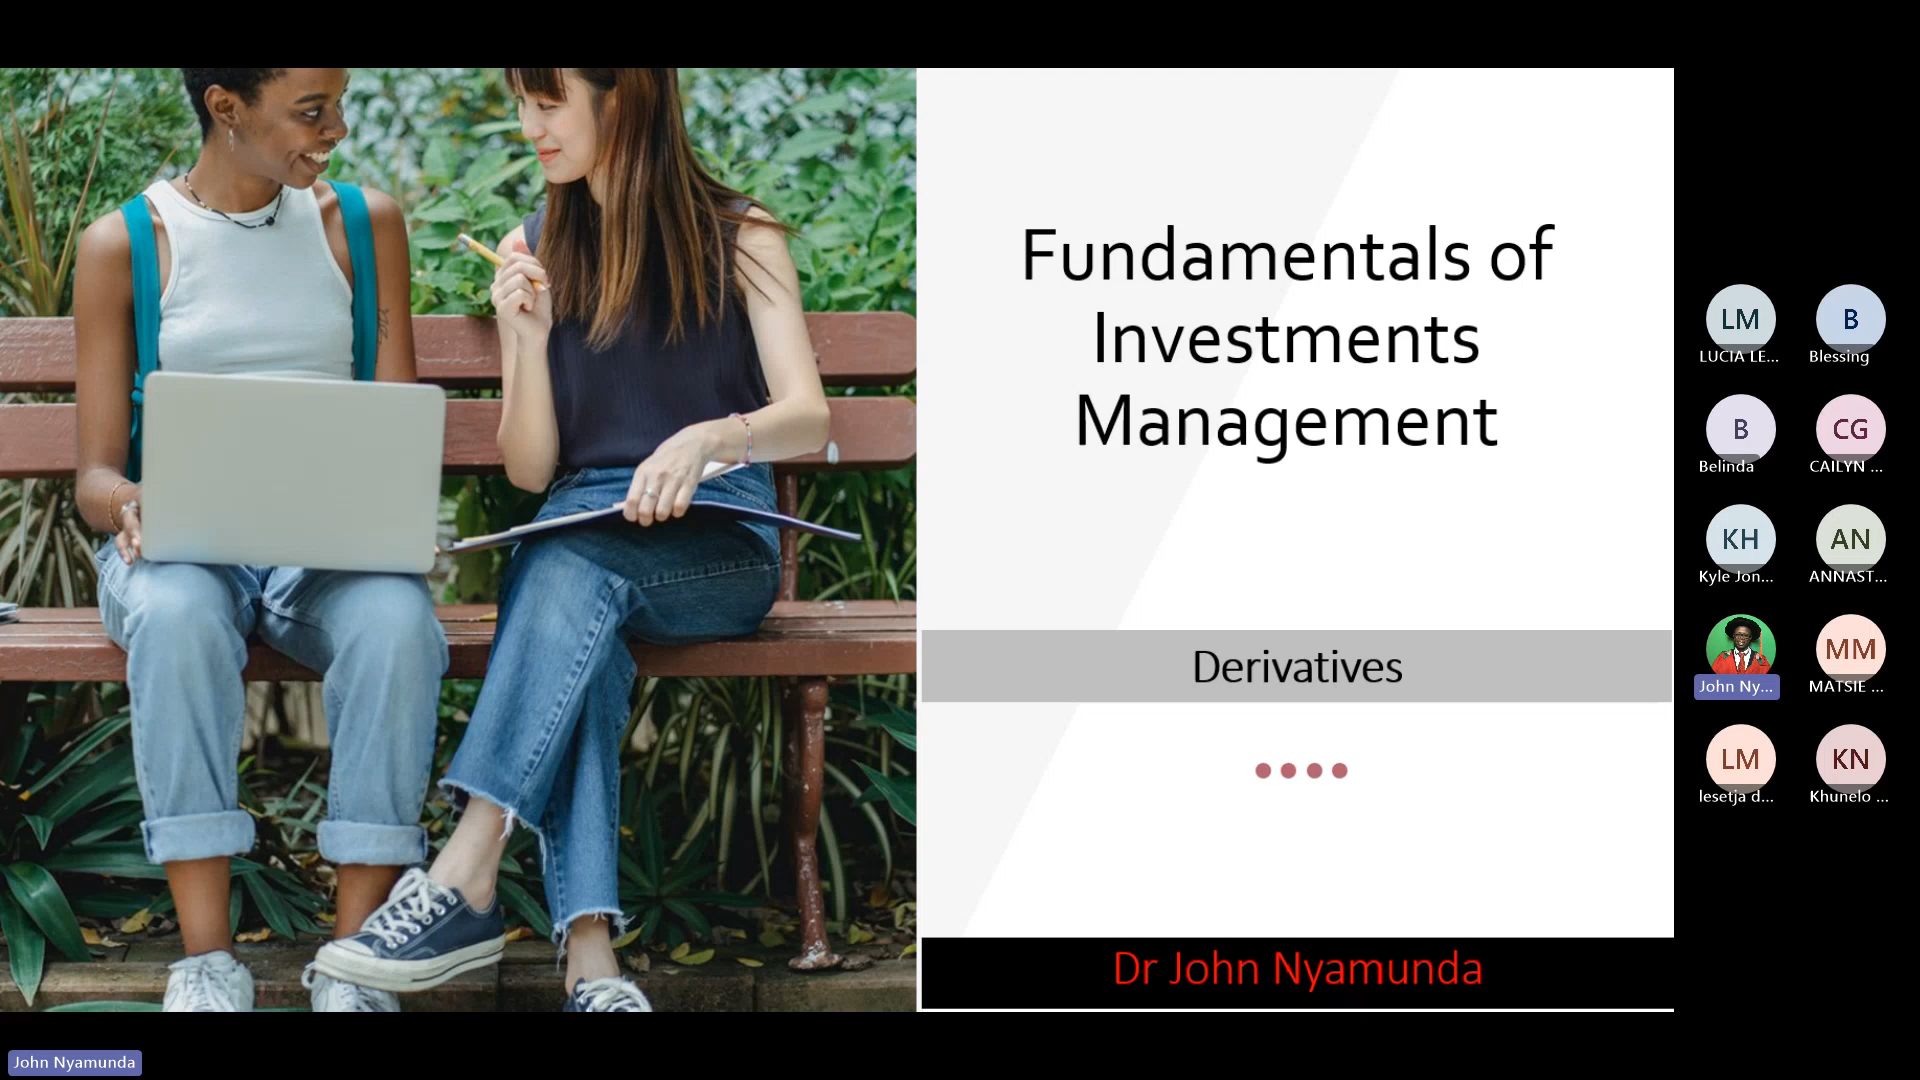 Fundamentals of
Investments
Management
Derivatives
Dr John Nyamunda
LM
LUCIA LE...
B
Blessing
B
Belinda
CG
CAILYN ...
KH
Kyle Jon...
AN
ANNAST...
John Ny...
MM
MATSIE ...
LM
lesetja d...
KN
Khunelo ...
John Nyamunda